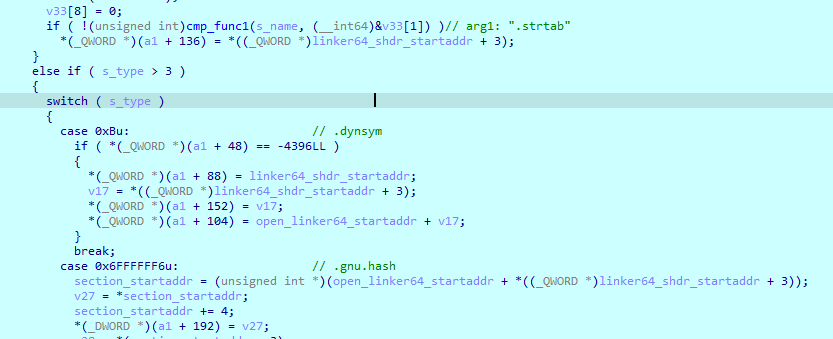 v33[8] = 0;
if ( !(unsigned int)cmp_func1(s_name, (__int64)&v33[1]) )// arg1: ".strtab"
*(_QWORD *)(a1 + 136) = *((_QWORD *)linker64_shdr_startaddr + 3);
}
else if ( s_type > 3 )
{
switch ( s_type )
{
case 0xBu: // .dynsym
if ( *(_QWORD *)(a1 + 48) == -4396LL )
{
*(_QWORD *)(a1 + 88) = linker64_shdr_startaddr;
v17 = *((_QWORD *)linker64_shdr_startaddr + 3);
*(_QWORD *)(a1 + 152) = v17;
*(_QWORD *)(a1 + 104) = open_linker64_startaddr + v17;
}
break;
case 0x6FFFFFF6u: // .gnu.hash
section_startaddr = (unsigned int *)(open_linker64_startaddr + *((_QWORD *)linker64_shdr_startaddr + 3));
v27 = *section_startaddr;
section_startaddr += 4;
*(_DWORD *)(a1 + 192) = v27;